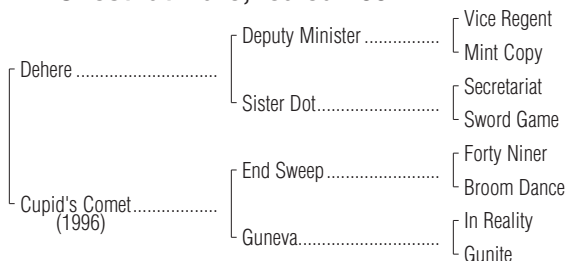 Vice Regent
Deputy Minister ..................
Mint Copy
Dehere ...................................
Secretariat
Sister Dot.............................
Sword Game
Forty Niner
End Sweep ...........................
Broom Dance
Cupid's Comet.....................
(1996)
In Reality
Guneva.................................
Gunite